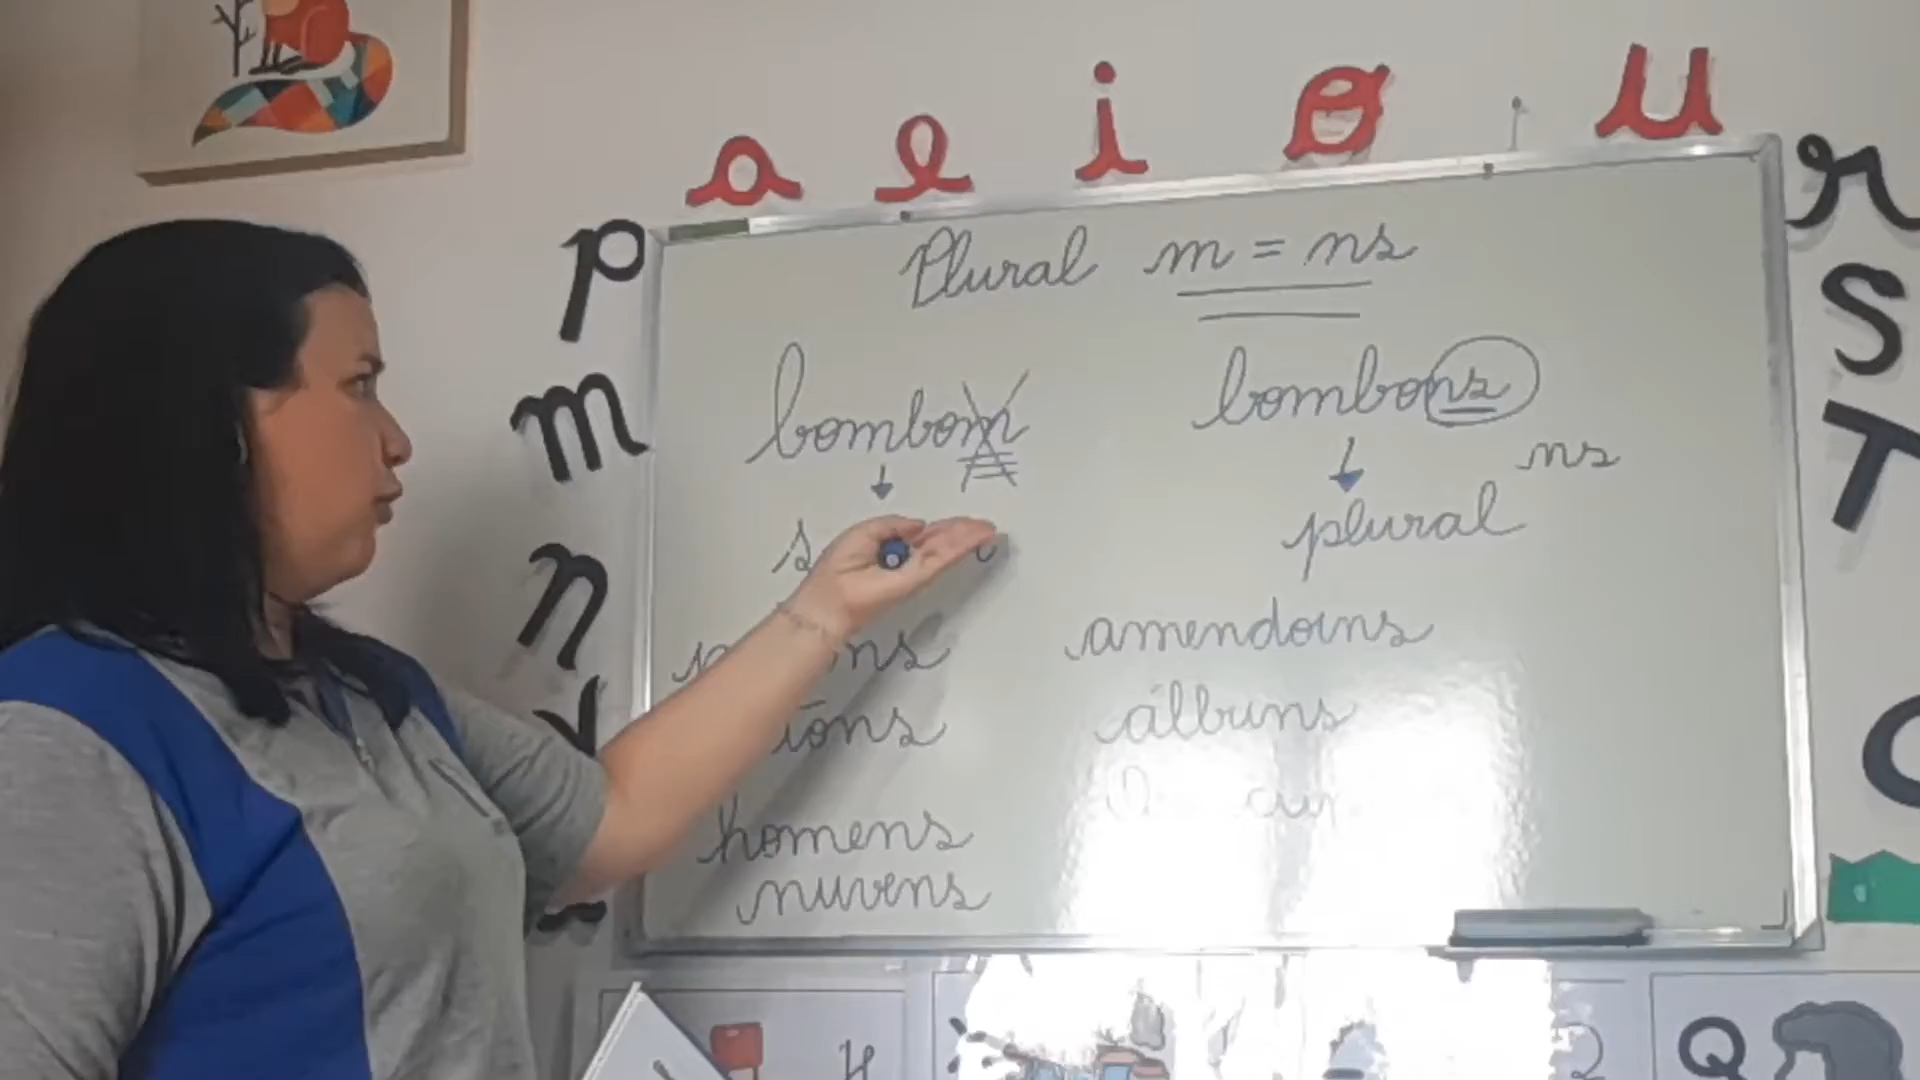 a e i o u
Plural m = ns
bombom bombons
ns
plural
amendoins
álbuns
homens
nuvens
p
m
n
r
S
T
Q